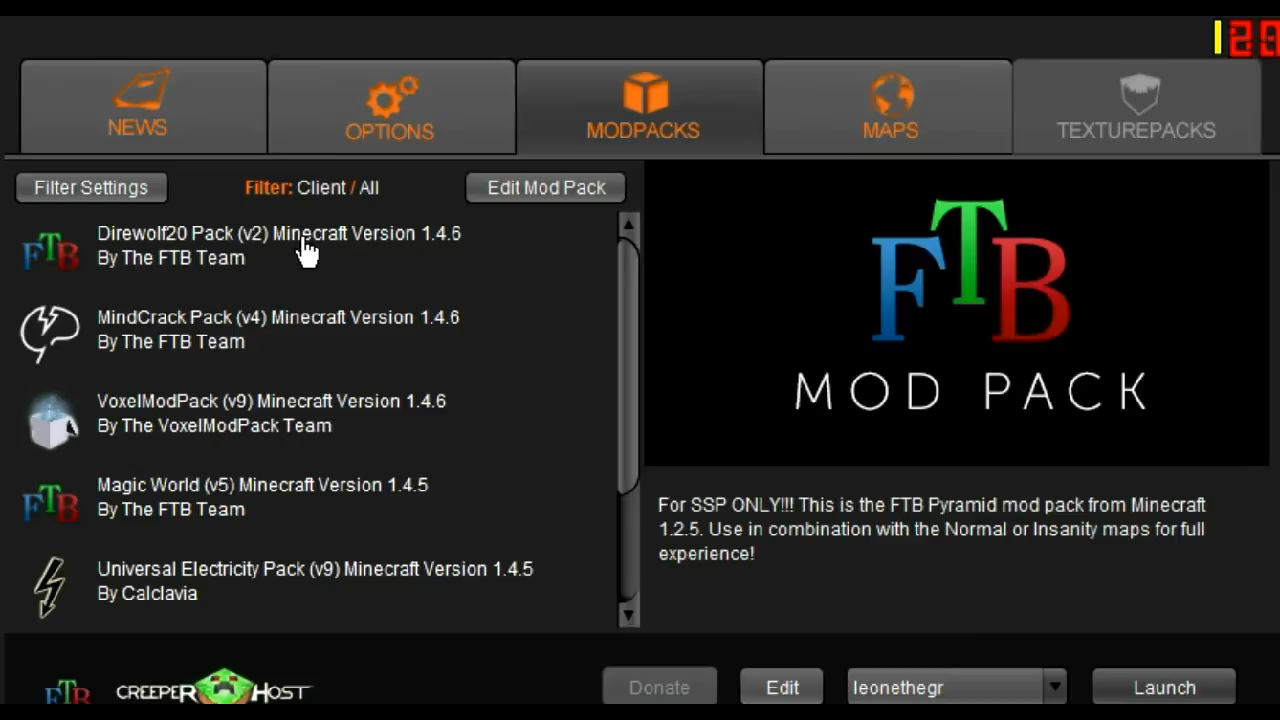 NEWS
OPTIONS
MODPACKS
MAPS
TEXTUREPACKS
Filter Settings
Filter: Client / All
Edit Mod Pack
Direwolf20 Pack (v2) Minecraft Version 1.4.6
By The FTB Team
MindCrack Pack (v4) Minecraft Version 1.4.6
By The FTB Team
VoxelModPack (v9) Minecraft Version 1.4.6
By The VoxelModPack Team
FTB
Magic World (v5) Minecraft Version 1.4.5
By The FTB Team
Universal Electricity Pack (v9) Minecraft Version 1.4.5
By Calclavia
FTB
MOD PACK
For SSP ONLY!!! This is the FTB Pyramid mod pack from Minecraft
1.2.5. Use in combination with the Normal or Insanity maps for full
experience!
FTB
CREEPER HOST
Donate
Edit
leonethegr
Launch